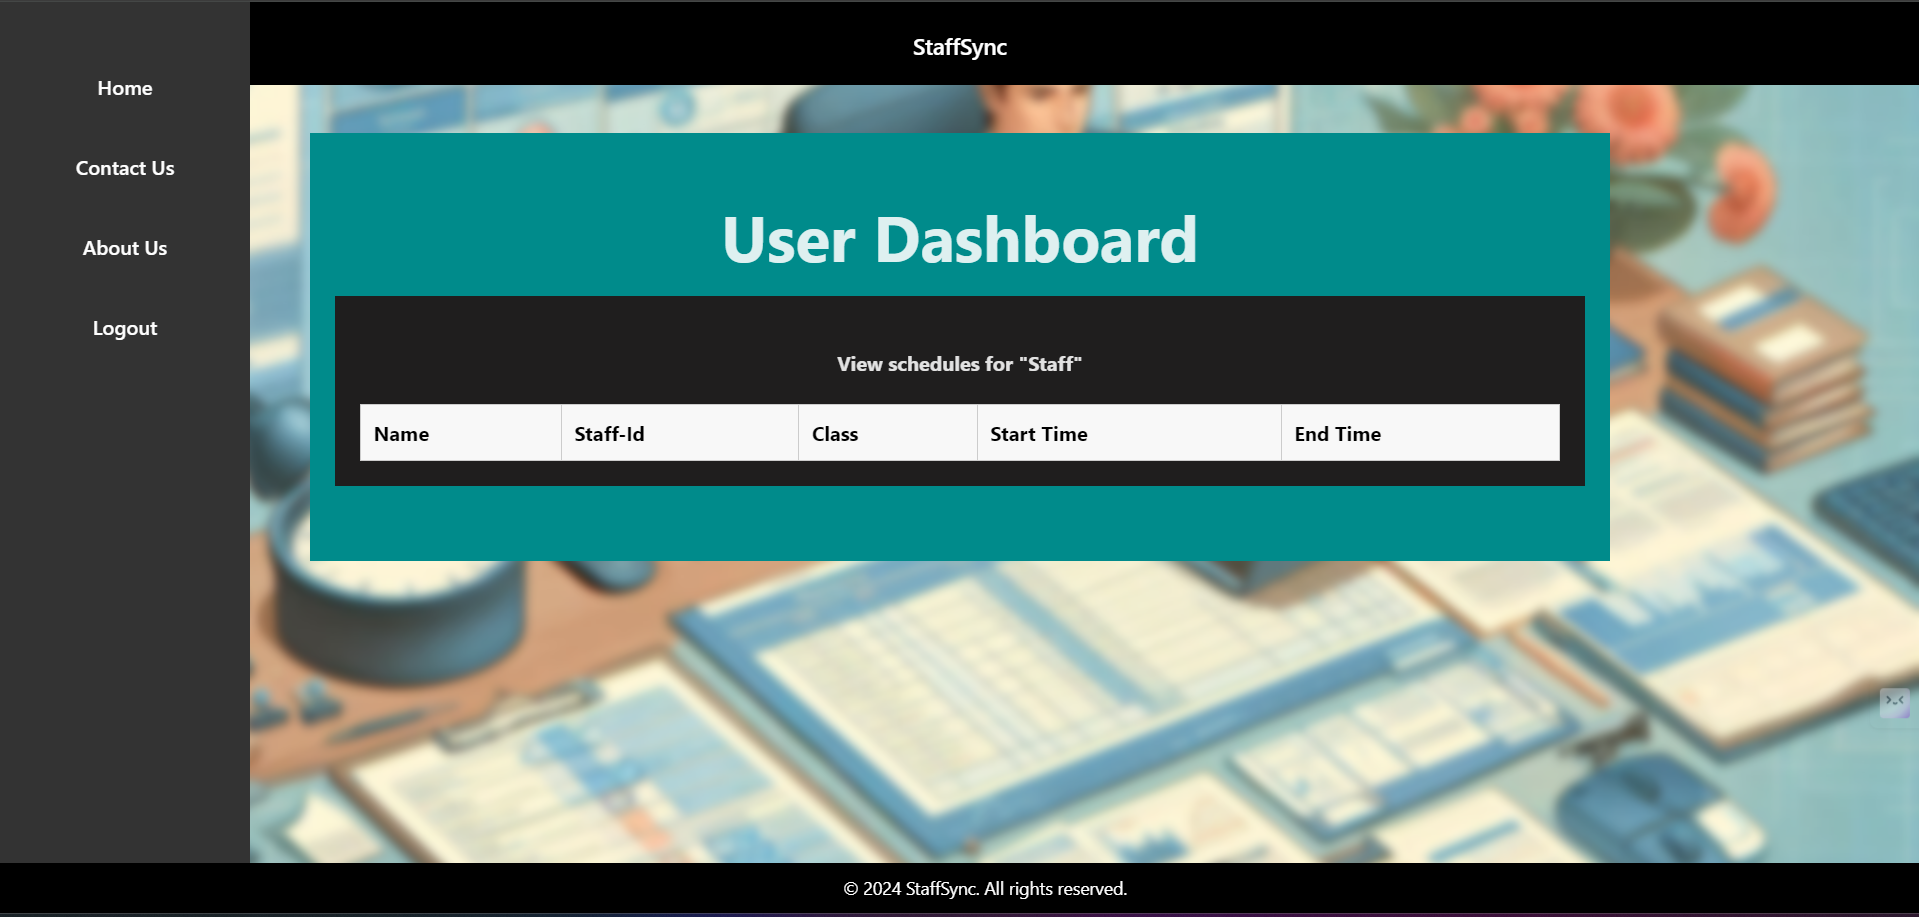 StaffSync
Home
Contact Us
About Us
Logout
User Dashboard
View schedules for "Staff"
Name Staff-Id Class Start Time End Time
© 2024 StaffSync. All rights reserved.